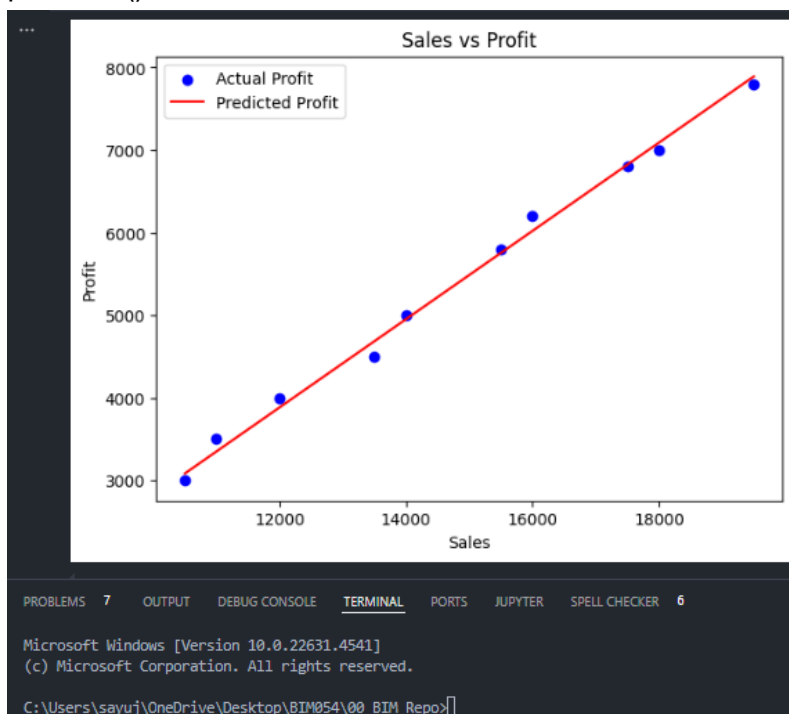 ...
Sales vs Profit
Actual Profit
Predicted Profit
8000
7000
6000
5000
4000
3000
Profit
12000 14000 16000 18000
Sales
PROBLEMS 7 OUTPUT DEBUG CONSOLE TERMINAL PORTS JUPYTER SPELL CHECKER 6
Microsoft Windows [Version 10.0.22631.4541]
(c) Microsoft Corporation. All rights reserved.
C:\Users\sayuj\OneDrive\Desktop\BIM054\00 BIM Repo>